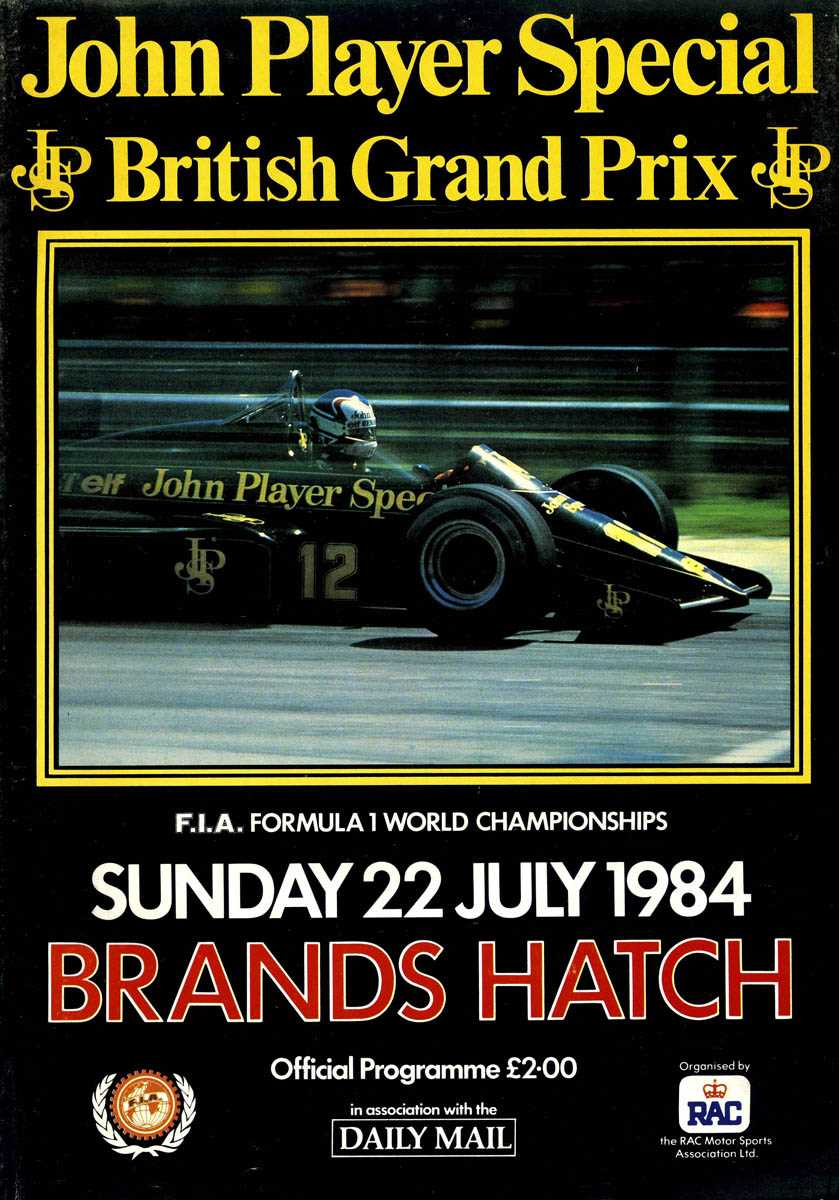 John Player Special
JPS British Grand Prix JPS
elf John Player Spec
JPS
12
JPS
F.I.A. FORMULA 1 WORLD CHAMPIONSHIPS
SUNDAY 22 JULY 1984
BRANDS HATCH
Official Programme £2·00
in association with the
DAILY MAIL
F.I.A.
Organised by
RAC
the RAC Motor Sports
Association Ltd.